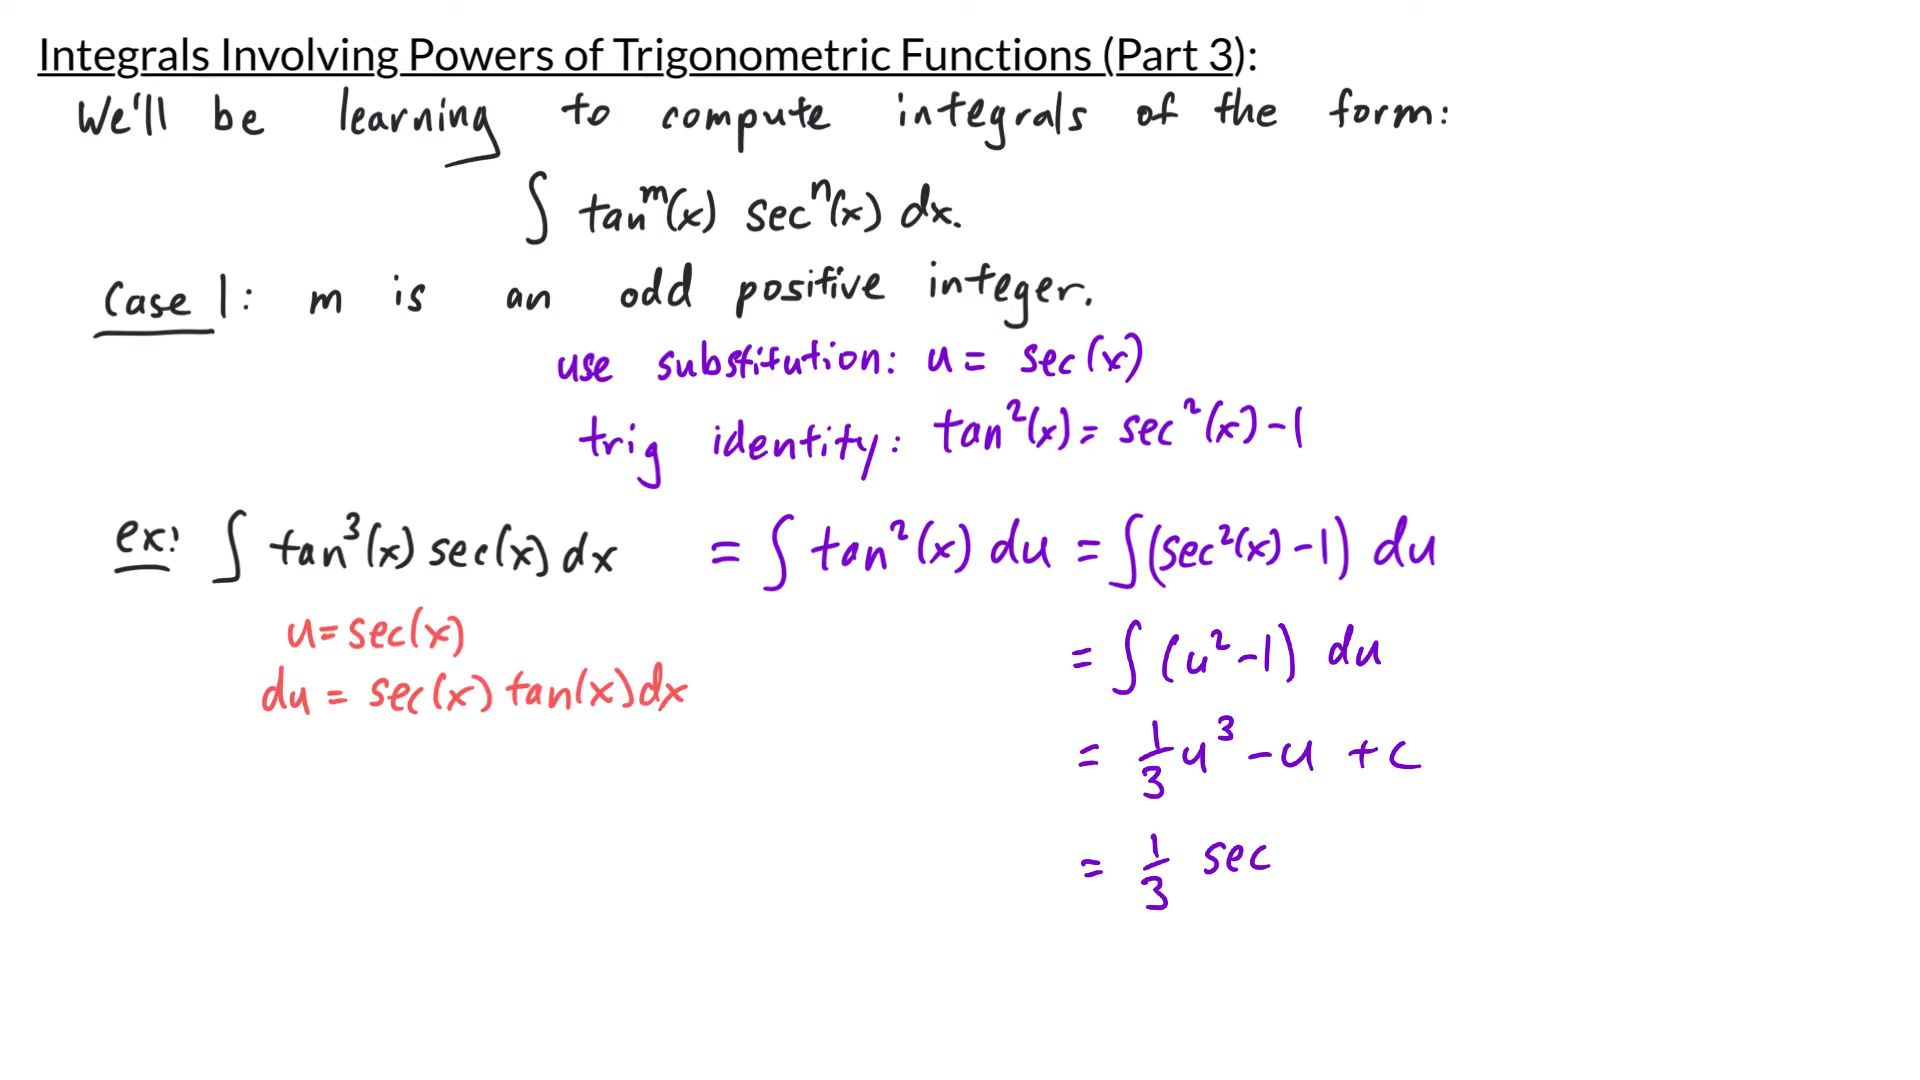 Integrals Involving Powers of Trigonometric Functions (Part 3):
We'll be learning to compute integrals of the form:
∫ tanᵐ(x) secⁿ(x) dx.
Case 1: m is an odd positive integer.
use substitution: u = sec(x)
trig identity: tan²(x) = sec²(x) - 1
ex: ∫ tan³(x) sec(x) dx = ∫ tan²(x) du = ∫ (sec²(x) - 1) du
u = sec(x)
du = sec(x) tan(x) dx
= ∫ (u² - 1) du
= 1/3 u³ - u + c
= 1/3 sec